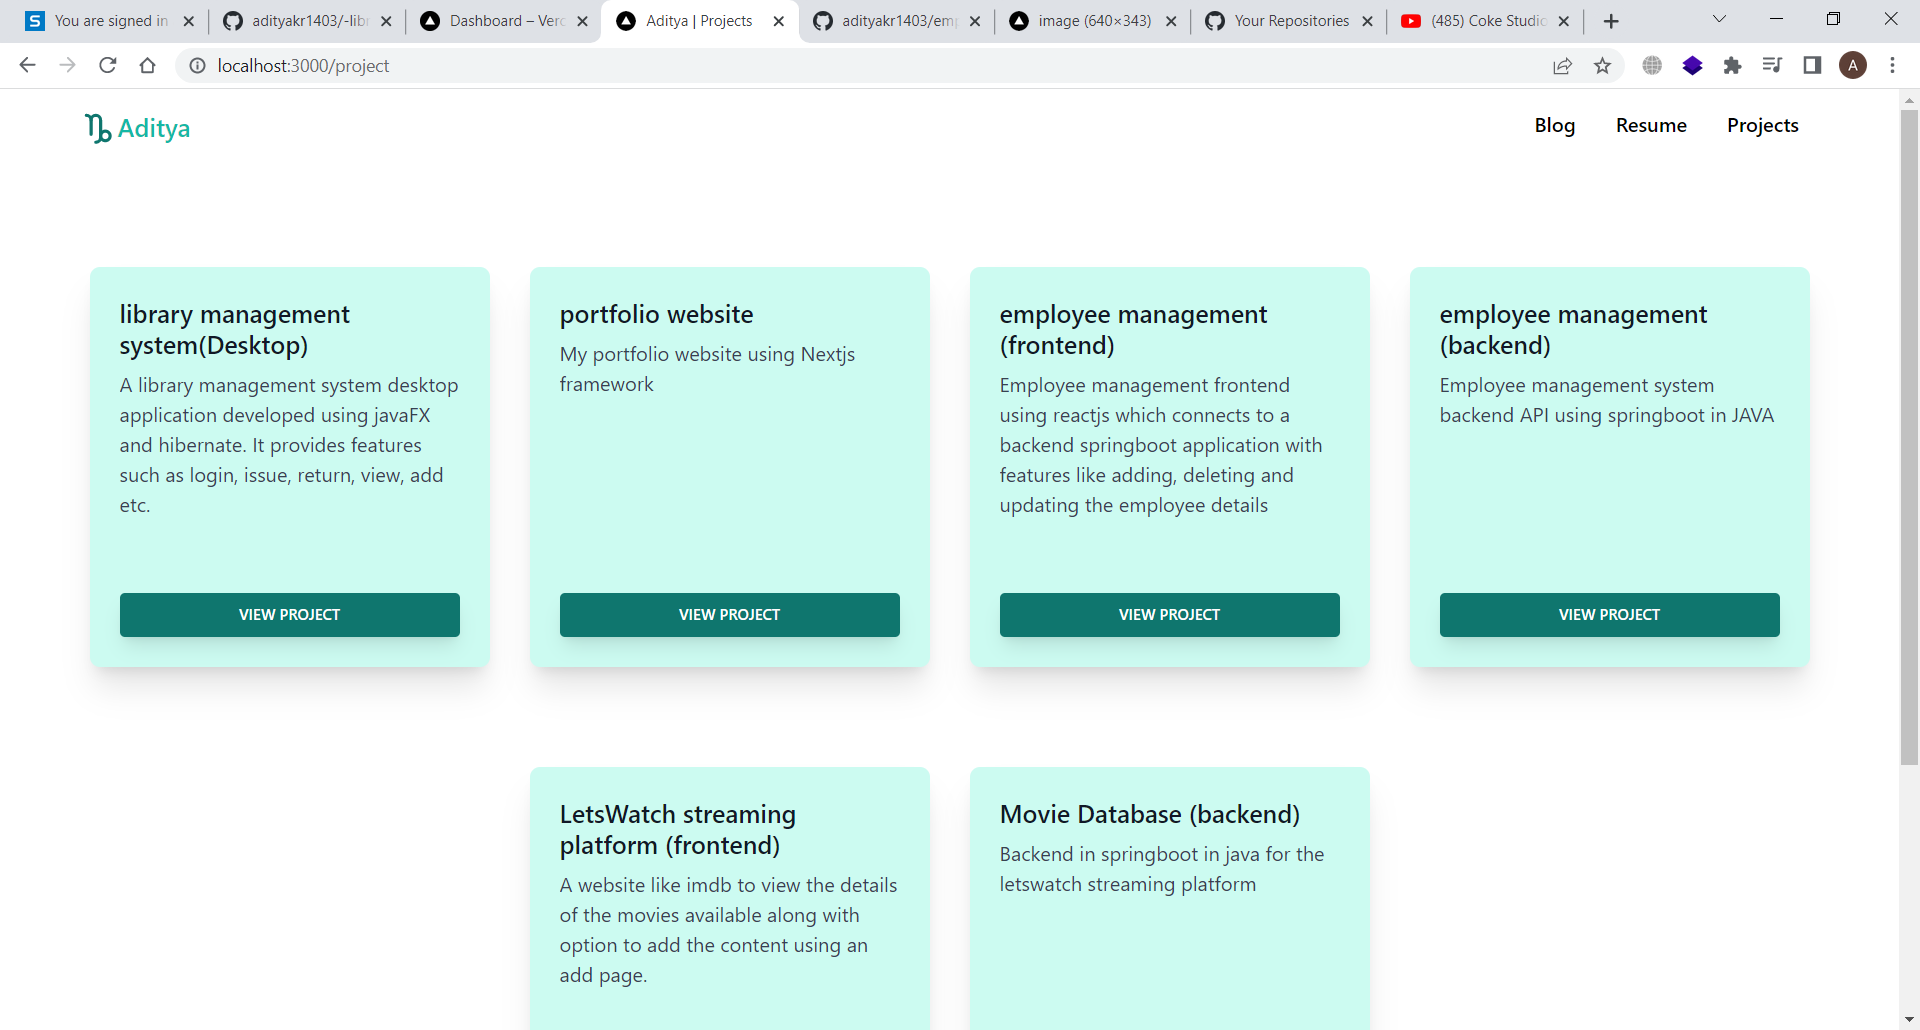 You are signed in
adityakr1403/-libr
Dashboard – Verc
Aditya | Projects
adityakr1403/emp
image (640×343)
Your Repositories
(485) Coke Studio
localhost:3000/project
A
Aditya
Blog
Resume
Projects
library management
system(Desktop)
A library management system desktop
application developed using javaFX
and hibernate. It provides features
such as login, issue, return, view, add
etc.
VIEW PROJECT
portfolio website
My portfolio website using Nextjs
framework
VIEW PROJECT
employee management
(frontend)
Employee management frontend
using reactjs which connects to a
backend springboot application with
features like adding, deleting and
updating the employee details
VIEW PROJECT
employee management
(backend)
Employee management system
backend API using springboot in JAVA
VIEW PROJECT
LetsWatch streaming
platform (frontend)
A website like imdb to view the details
of the movies available along with
option to add the content using an
add page.
Movie Database (backend)
Backend in springboot in java for the
letswatch streaming platform